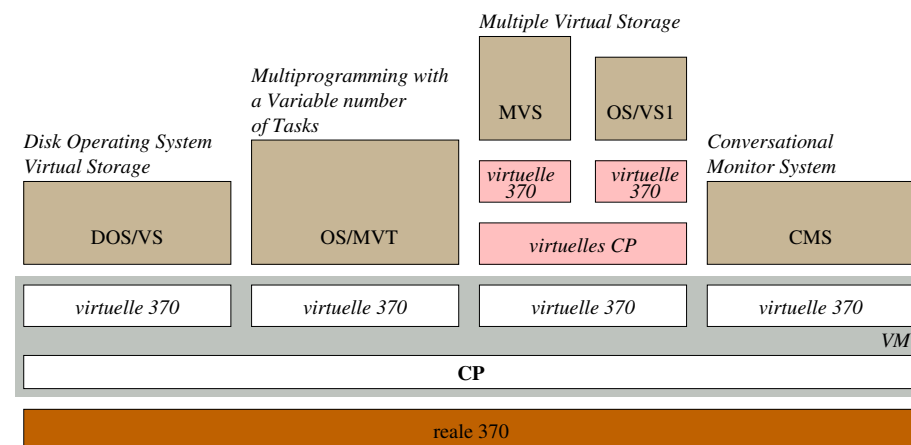 Multiple Virtual Storage
Multiprogramming with
a Variable number
of Tasks
MVS
OS/VS1
Disk Operating System
Virtual Storage
Conversational
Monitor System
virtuelle
370
virtuelle
370
DOS/VS
OS/MVT
virtuelles CP
CMS
virtuelle 370
virtuelle 370
virtuelle 370
virtuelle 370
VM
CP
reale 370